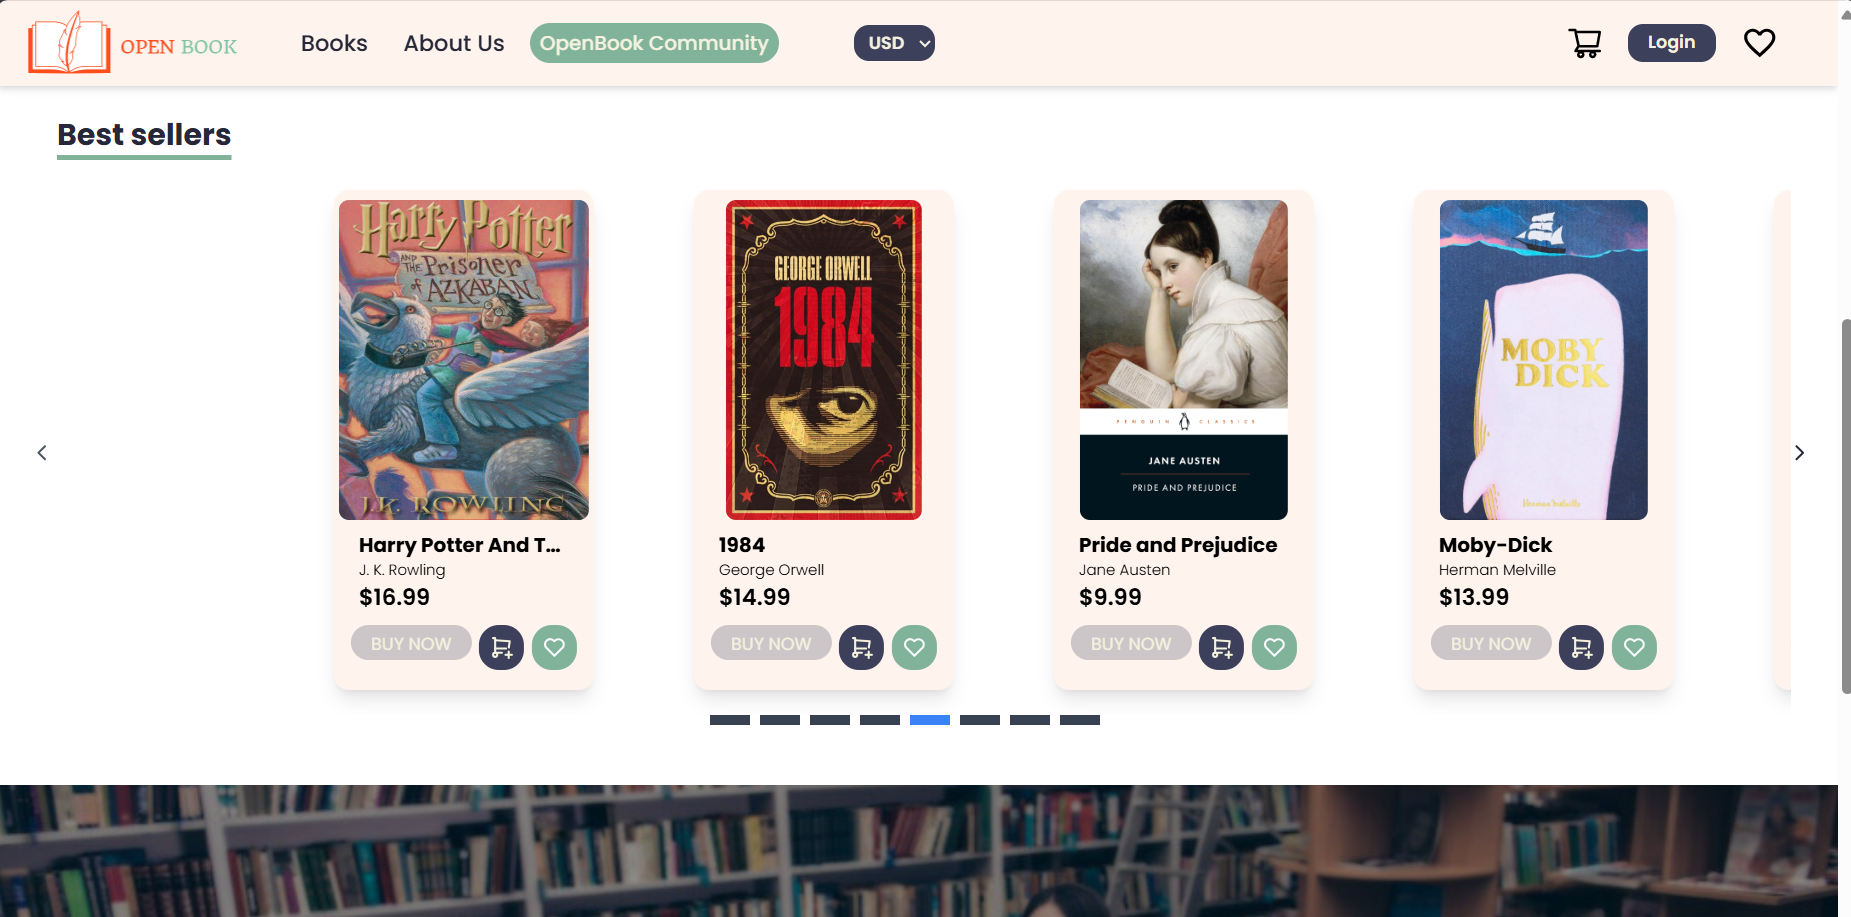 OPEN BOOK
Books
About Us
OpenBook Community
USD
Login
Best sellers
Harry Potter
AND THE Prisoner
of AZKABAN
J.K. ROWLING
Harry Potter And T...
J. K. Rowling
$16.99
BUY NOW
GEORGE ORWELL
1984
1984
George Orwell
$14.99
BUY NOW
PENGUIN CLASSICS
JANE AUSTEN
PRIDE AND PREJUDICE
Pride and Prejudice
Jane Austen
$9.99
BUY NOW
MOBY
DICK
Herman Melville
Moby-Dick
Herman Melville
$13.99
BUY NOW